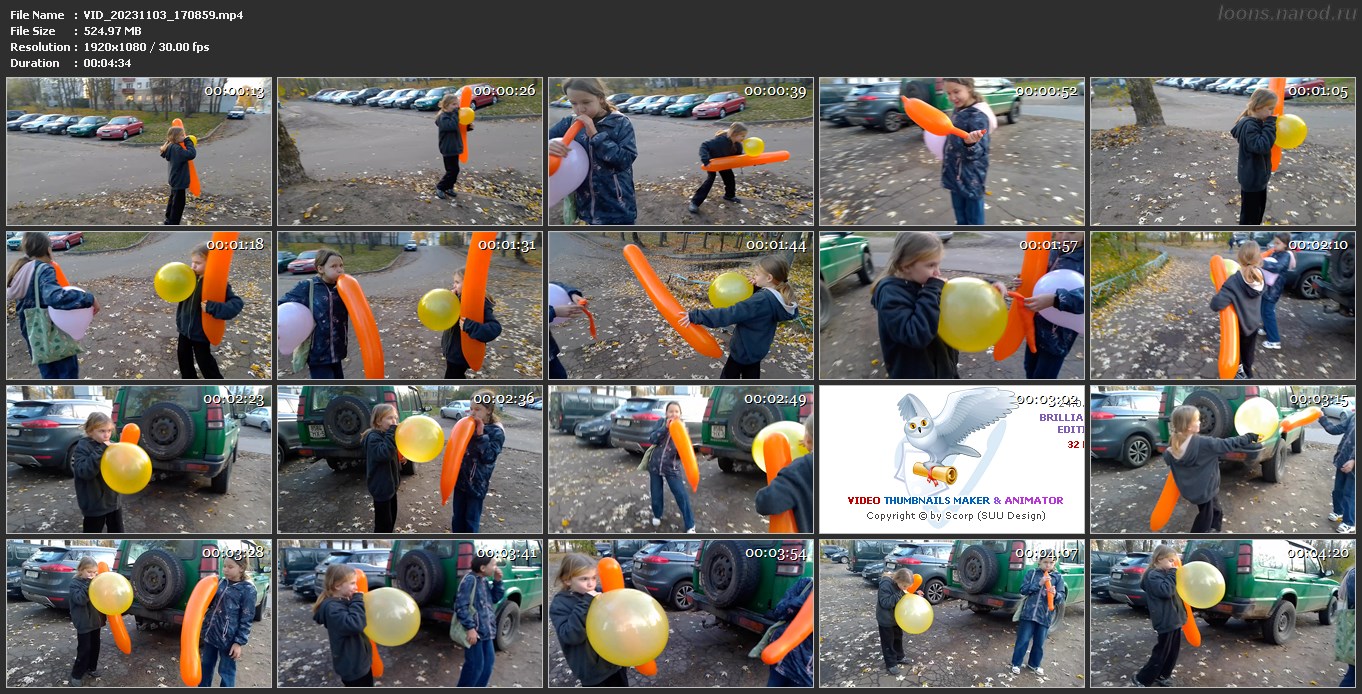 File Name : VID_20231103_170859.mp4
File Size : 524.97 MB
Resolution : 1920x1080 / 30.00 fps
Duration : 00:04:34
loons.narod.ru
00:00:13
00:00:26
00:00:39
00:00:52
00:01:05
00:01:18
00:01:31
00:01:44
00:01:57
00:02:10
00:02:23
00:02:36
00:02:49
00:03:02
BRILLIA
EDIT
32
VIDEO THUMBNAILS MAKER & ANIMATOR
Copyright © by Scorp (SUU Design)
00:03:15
00:03:28
00:03:41
00:03:54
00:04:07
00:04:20